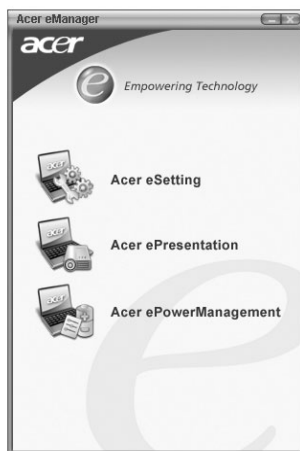 Acer eManager
acer
e Empowering Technology
Acer eSetting
Acer ePresentation
Acer ePowerManagement